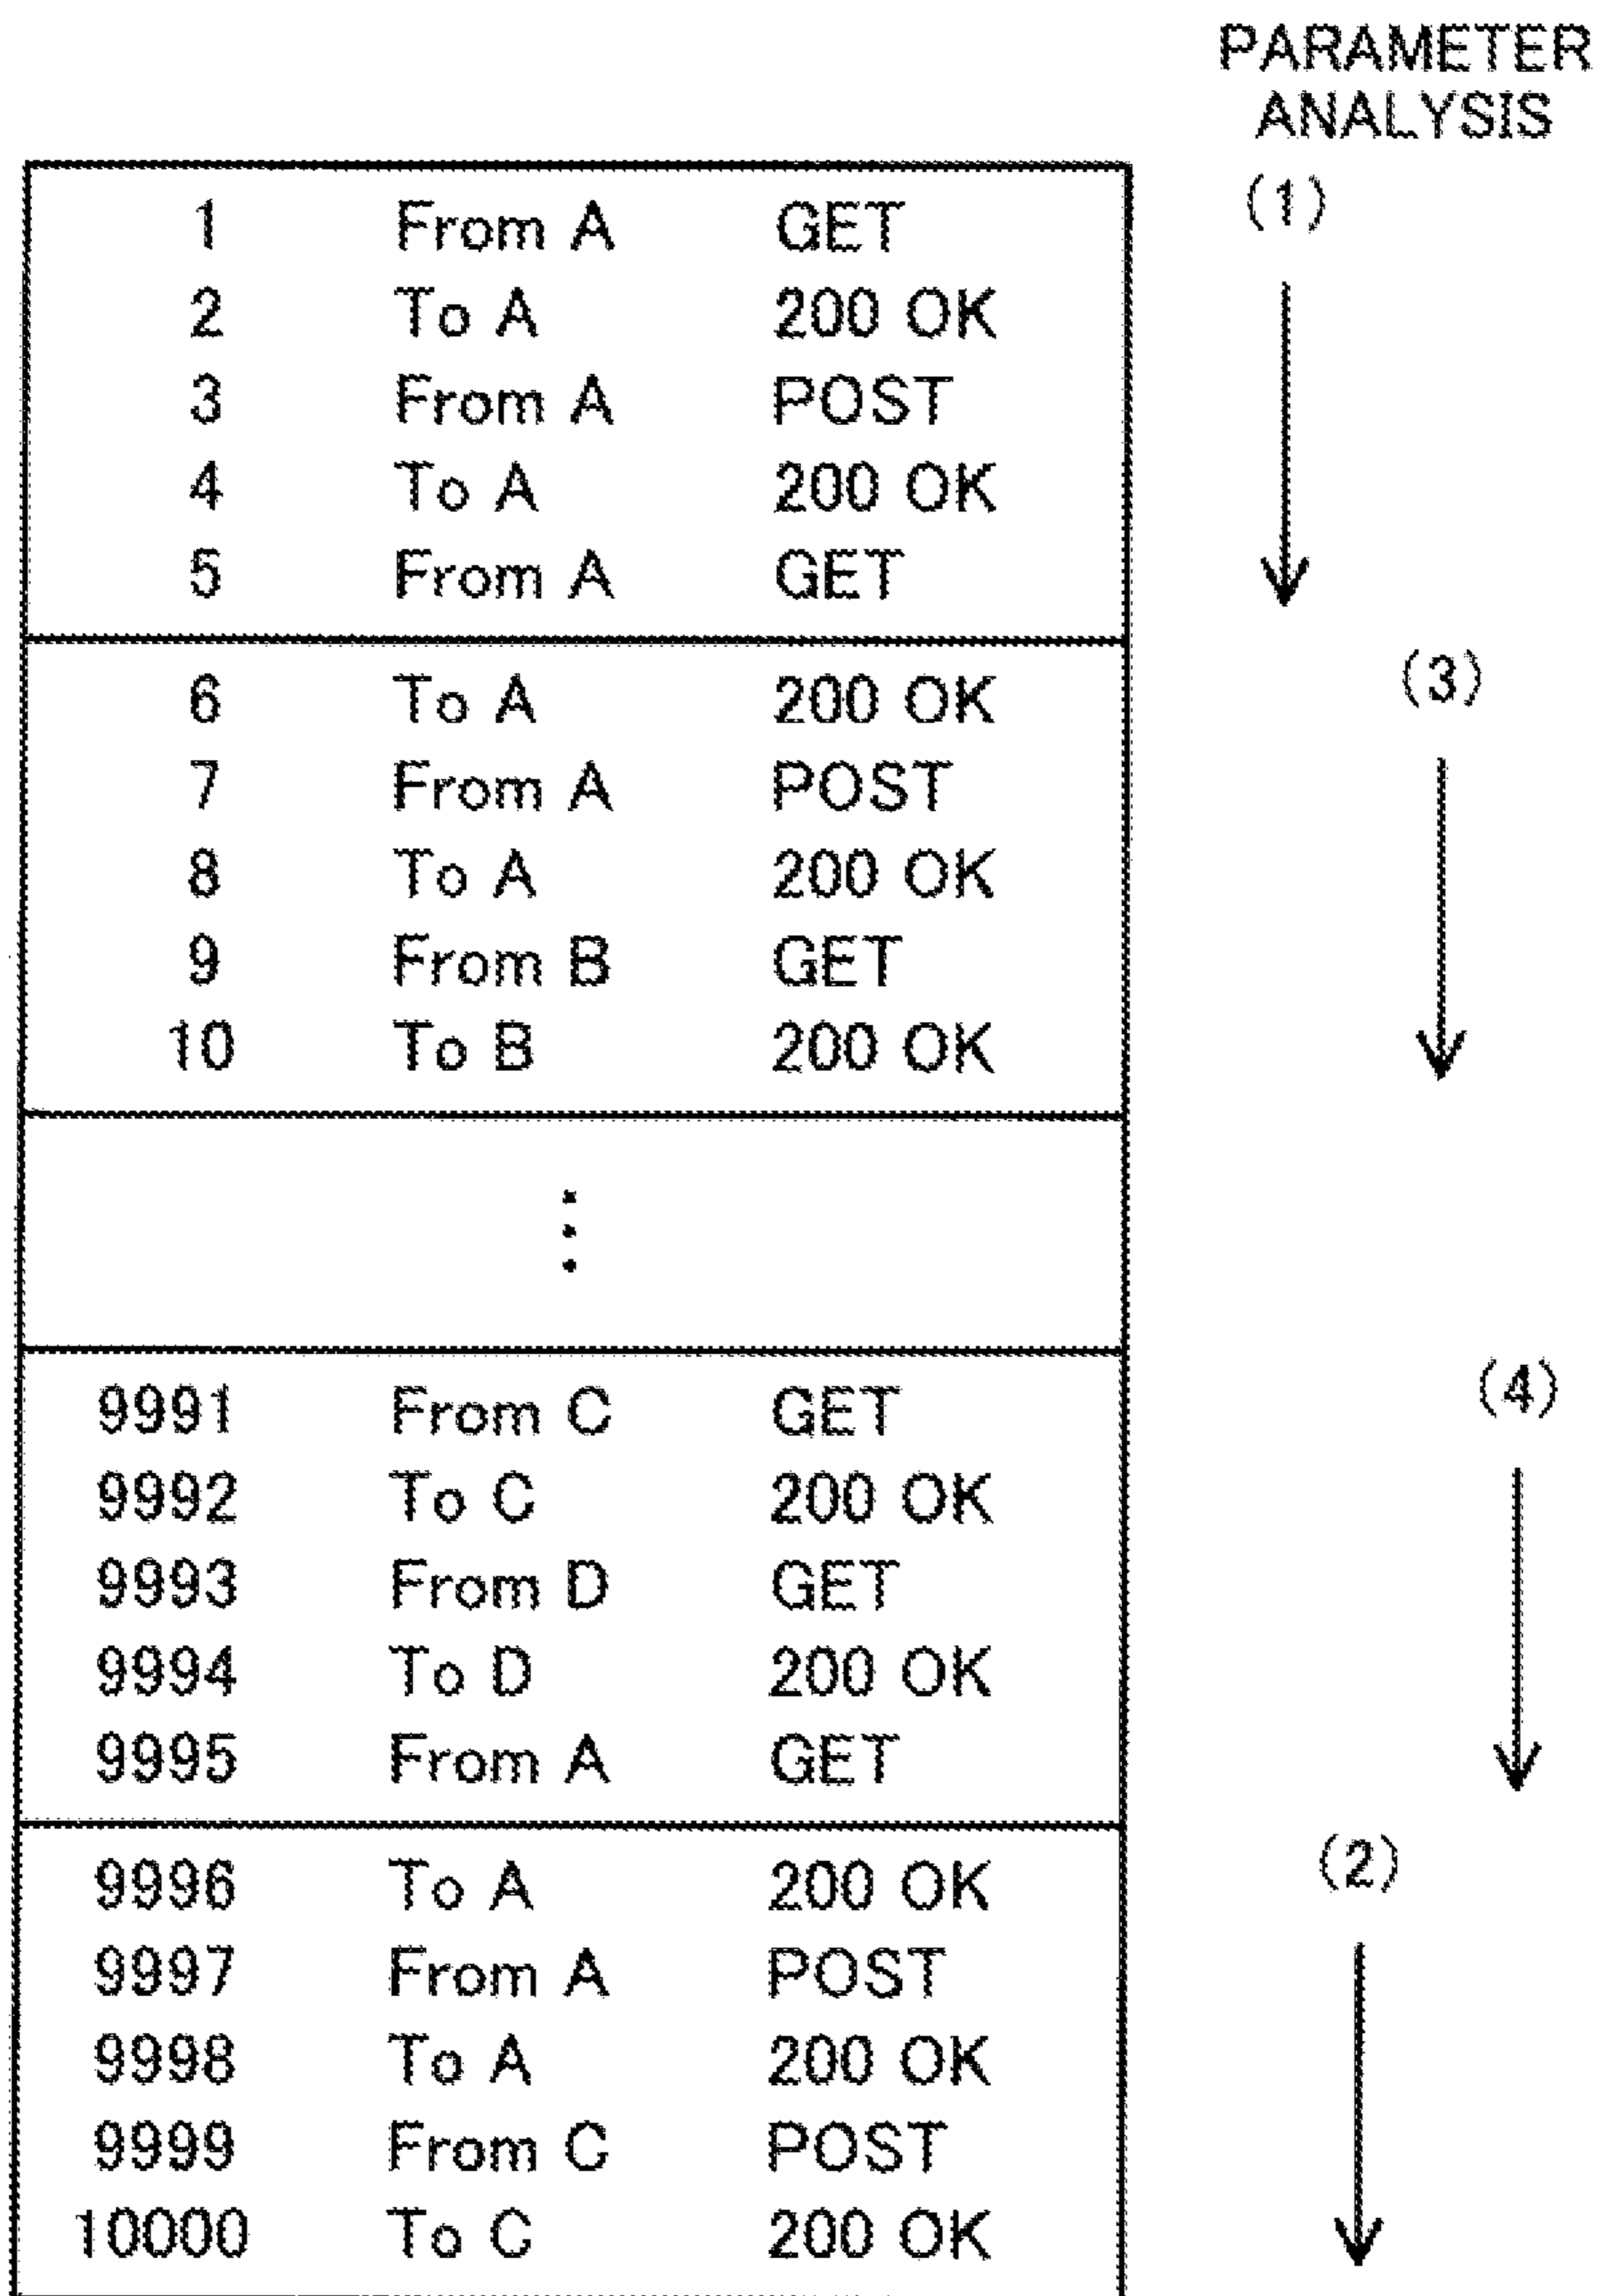 PARAMETER
ANALYSIS
(1)
1 From A GET
2 To A 200 OK
3 From A POST
4 To A 200 OK
5 From A GET
(3)
6 To A 200 OK
7 From A POST
8 To A 200 OK
9 From B GET
10 To B 200 OK
⋮
(4)
9991 From C GET
9992 To C 200 OK
9993 From D GET
9994 To D 200 OK
9995 From A GET
(2)
9996 To A 200 OK
9997 From A POST
9998 To A 200 OK
9999 From C POST
10000 To C 200 OK